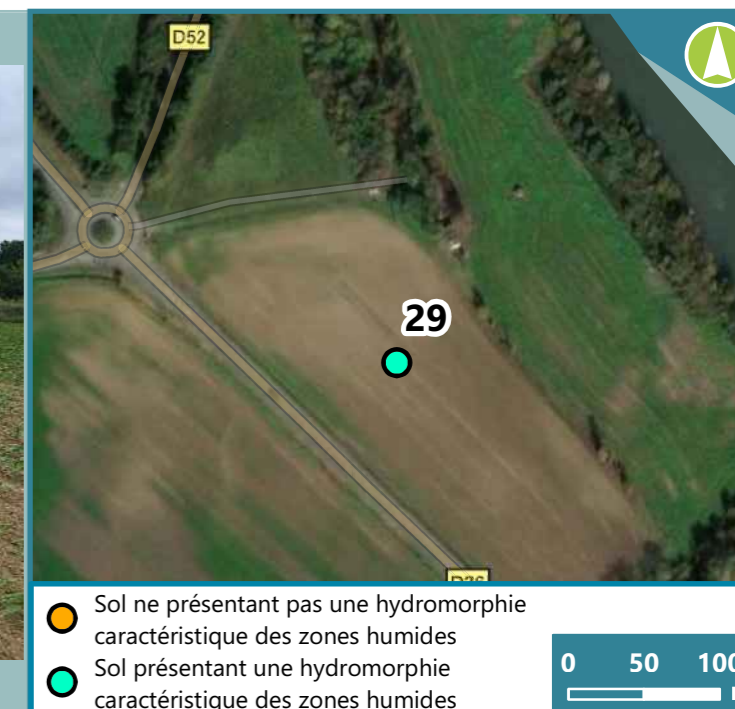 D52
29
Sol ne présentant pas une hydromorphie
caractéristique des zones humides
Sol présentant une hydromorphie
caractéristique des zones humides
0 50 100